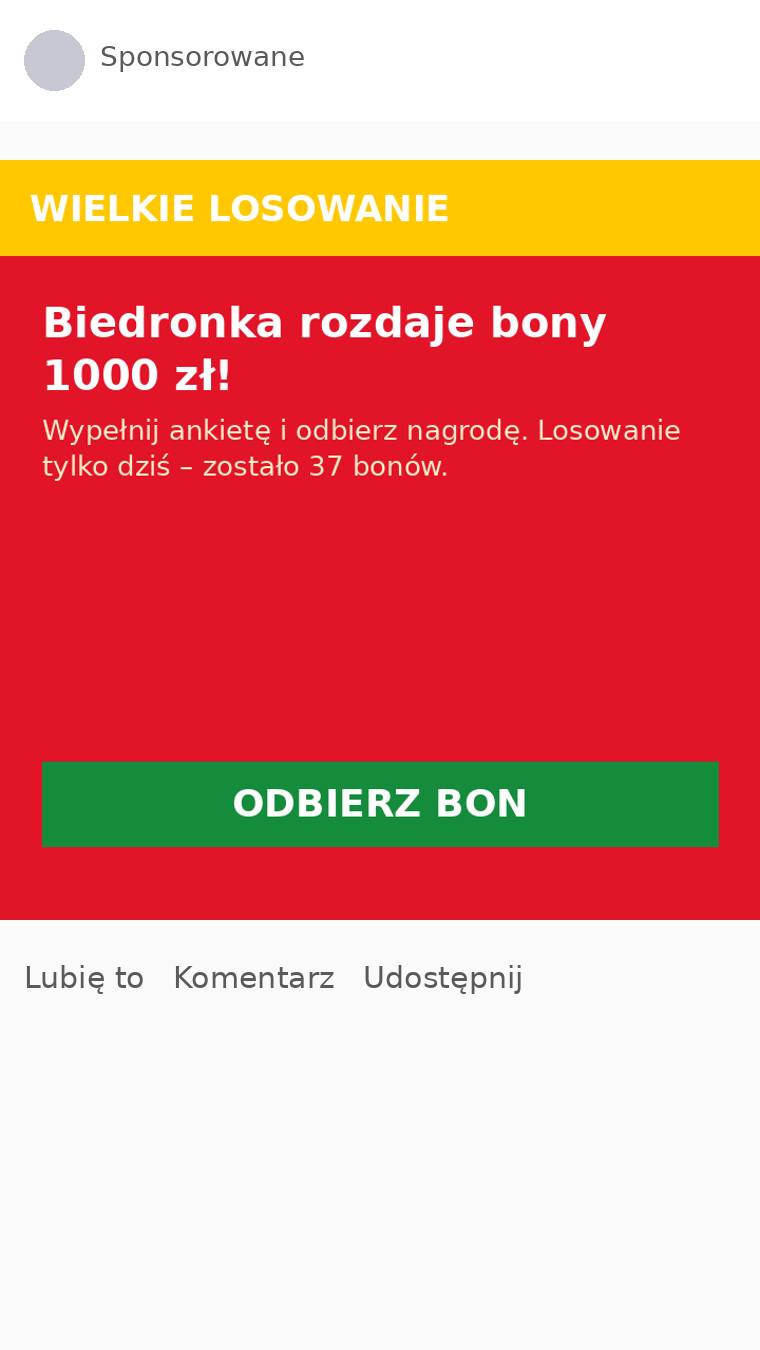 Sponsorowane
WIELKIE LOSOWANIE
Biedronka rozdaje bony
1000 zł!
Wypełnij ankietę i odbierz nagrodę. Losowanie
tylko dziś – zostało 37 bonów.
ODBIERZ BON
Lubię to Komentarz Udostępnij